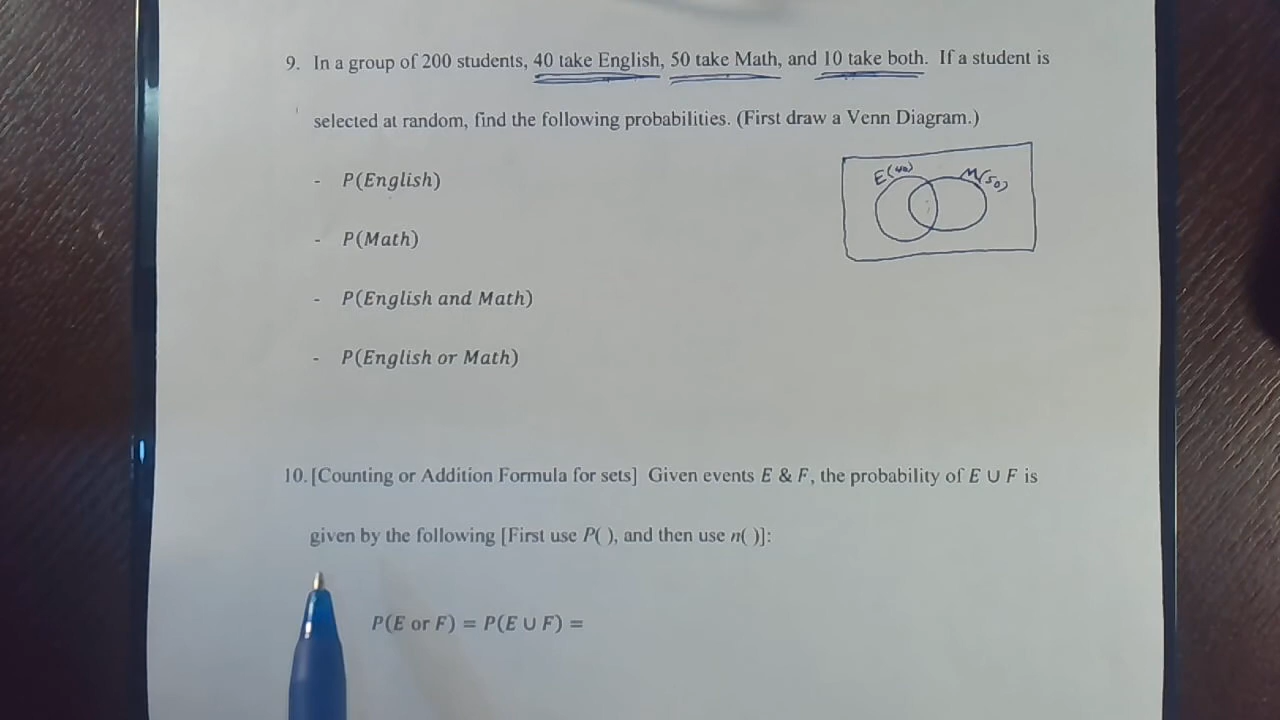 9. In a group of 200 students, 40 take English, 50 take Math, and 10 take both. If a student is
selected at random, find the following probabilities. (First draw a Venn Diagram.)
E(40) M(50)
- P(English)
- P(Math)
- P(English and Math)
- P(English or Math)
10. [Counting or Addition Formula for sets] Given events E & F, the probability of E ∪ F is
given by the following [First use P( ), and then use n( )]:
P(E or F) = P(E ∪ F) =